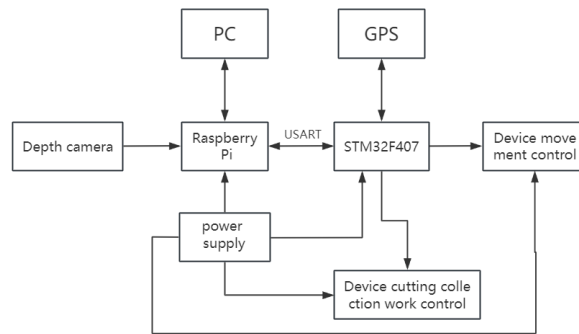 PC
GPS
Depth camera
Raspberry
Pi
USART
STM32F407
Device move
ment control
power
supply
Device cutting colle
ction work control